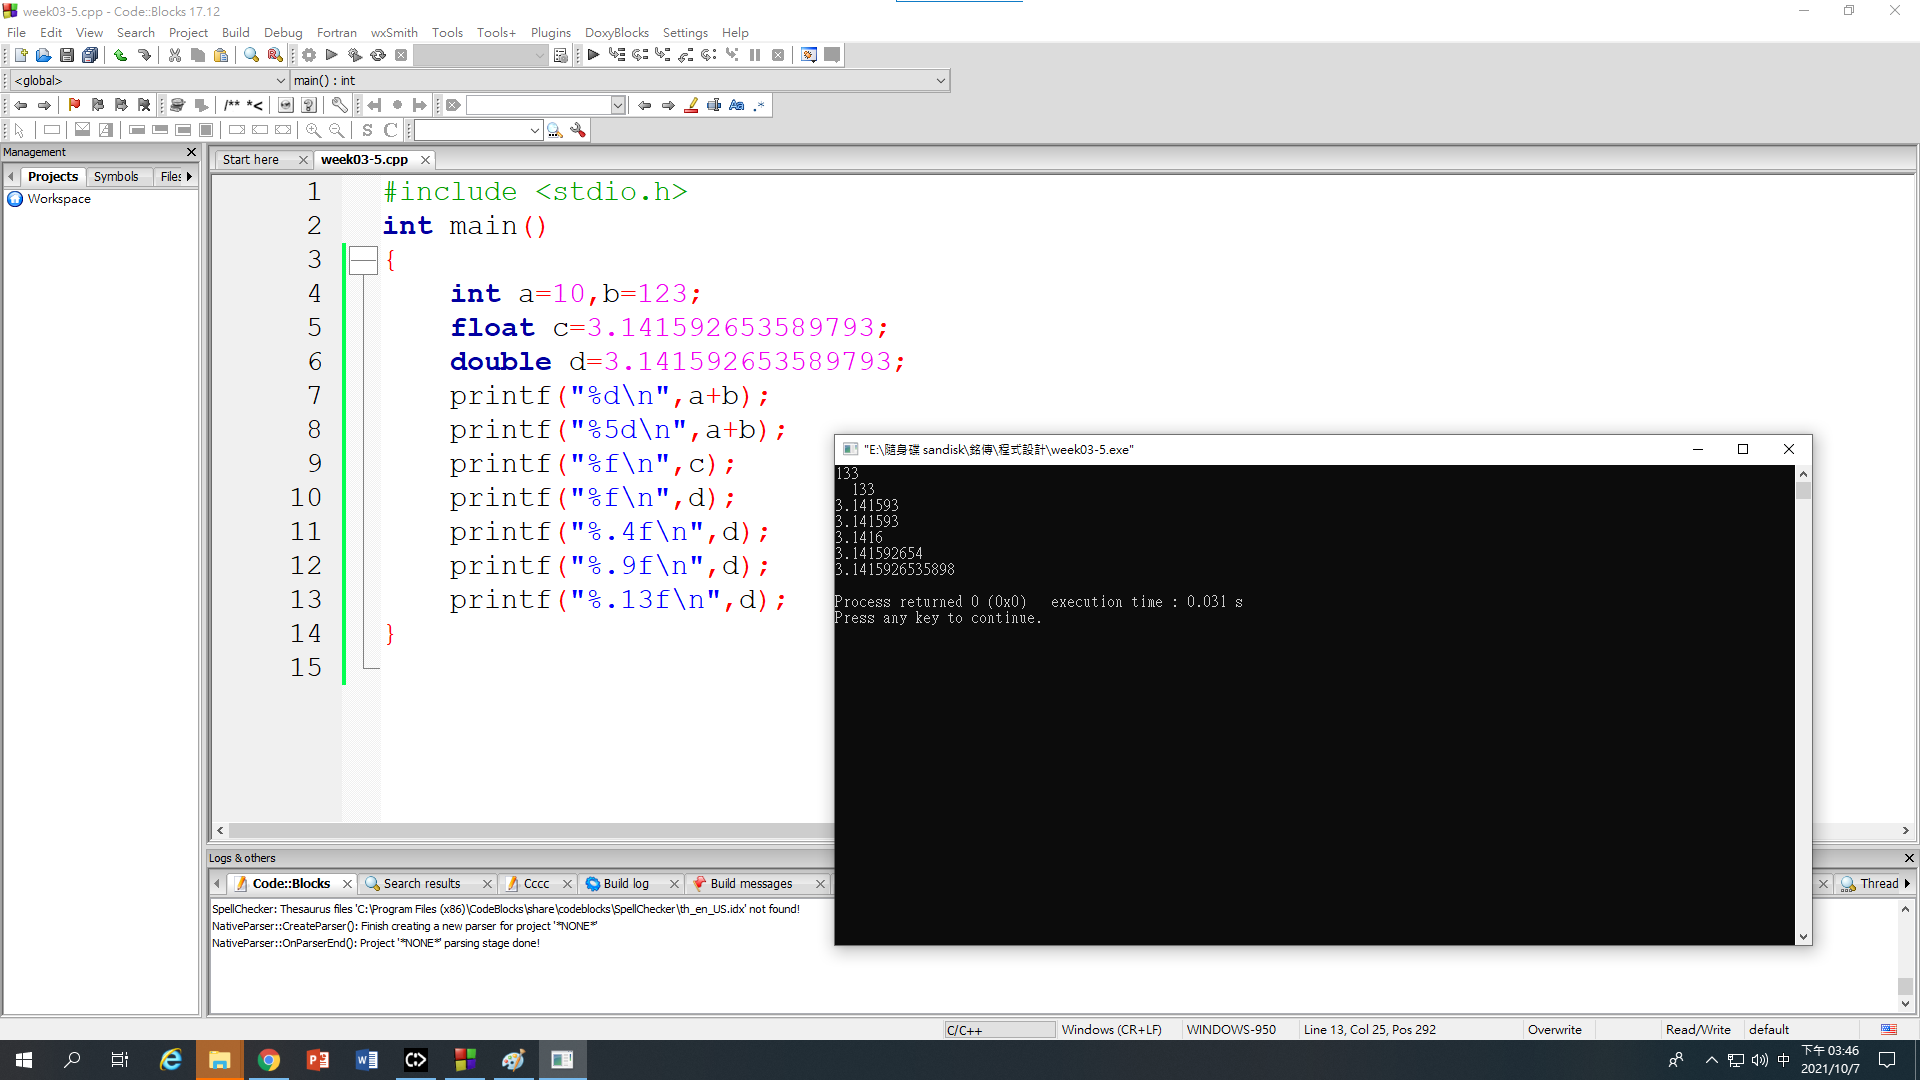 week03-5.cpp - Code::Blocks 17.12
File Edit View Search Project Build Debug Fortran wxSmith Tools Tools+ Plugins DoxyBlocks Settings Help
<global> main() : int
/** *<
S C
Management
Start here week03-5.cpp
Projects Symbols Files
Workspace
1 #include <stdio.h>
2 int main()
3 {
4 int a=10,b=123;
5 float c=3.141592653589793;
6 double d=3.141592653589793;
7 printf("%d\n",a+b);
8 printf("%5d\n",a+b);
9 printf("%f\n",c);
10 printf("%f\n",d);
11 printf("%.4f\n",d);
12 printf("%.9f\n",d);
13 printf("%.13f\n",d);
14 }
15
"E:\隨身碟 sandisk\銘傳\程式設計\week03-5.exe"
133
  133
3.141593
3.141593
3.1416
3.141592654
3.1415926535898
Process returned 0 (0x0)   execution time : 0.031 s
Press any key to continue.
Logs & others
Code::Blocks Search results Cccc Build log Build messages Thread
SpellChecker: Thesaurus files 'C:\Program Files (x86)\CodeBlocks\share\codeblocks\SpellChecker\th_en_US.idx' not found!
NativeParser::CreateParser(): Finish creating a new parser for project '*NONE*'
NativeParser::OnParserEnd(): Project '*NONE*' parsing stage done!
C/C++ Windows (CR+LF) WINDOWS-950 Line 13, Col 25, Pos 292 Overwrite Read/Write default
中 下午 03:46
2021/10/7